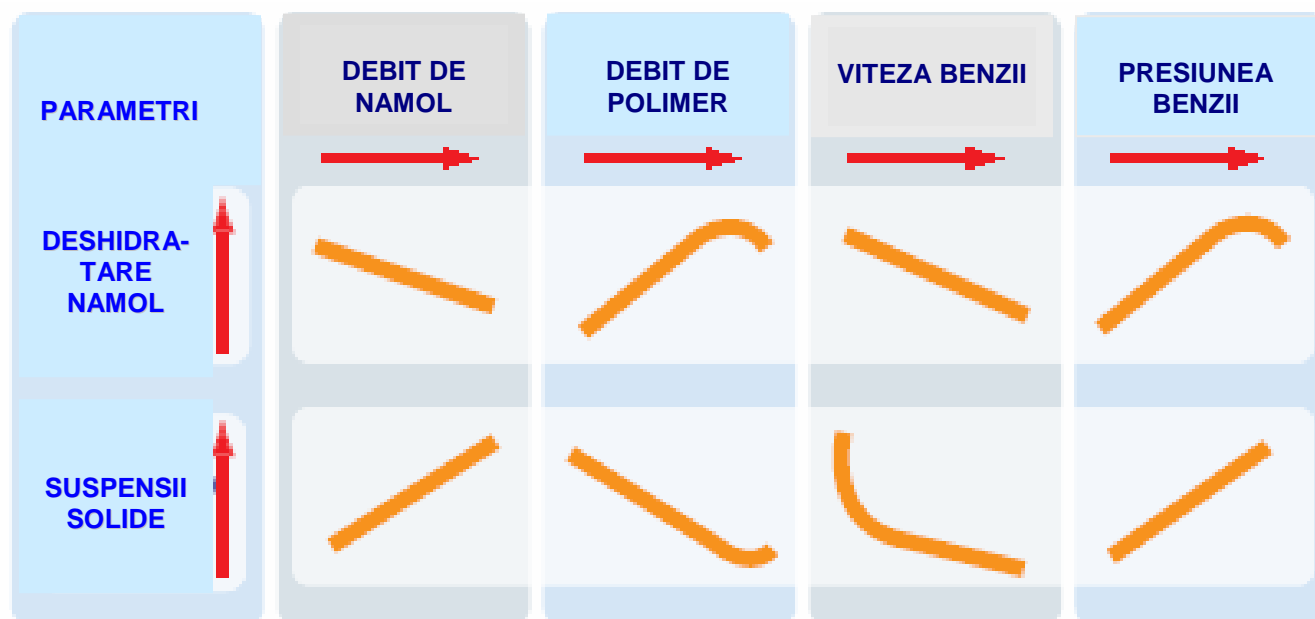 PARAMETRI
DEBIT DE
NAMOL
DEBIT DE
POLIMER
VITEZA BENZII
PRESIUNEA
BENZII
DESHIDRA-
TARE
NAMOL
SUSPENSII
SOLIDE